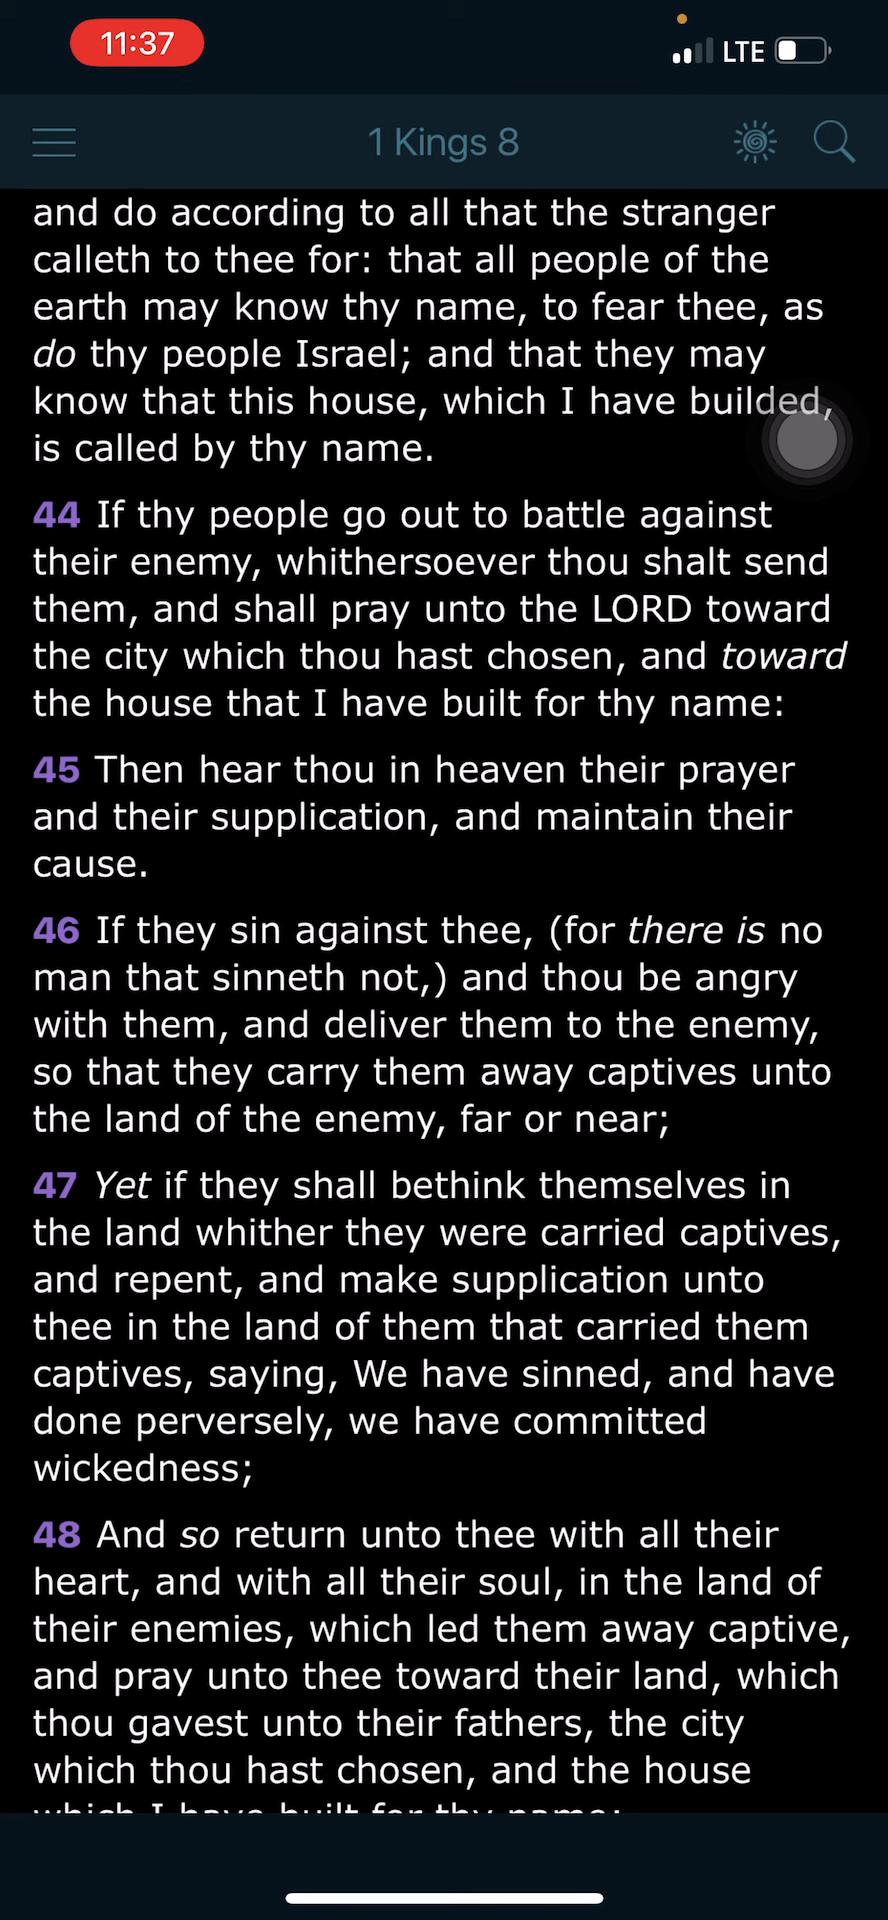 11:37
LTE
1 Kings 8
and do according to all that the stranger
calleth to thee for: that all people of the
earth may know thy name, to fear thee, as
do thy people Israel; and that they may
know that this house, which I have builded,
is called by thy name.
44 If thy people go out to battle against
their enemy, whithersoever thou shalt send
them, and shall pray unto the LORD toward
the city which thou hast chosen, and toward
the house that I have built for thy name:
45 Then hear thou in heaven their prayer
and their supplication, and maintain their
cause.
46 If they sin against thee, (for there is no
man that sinneth not,) and thou be angry
with them, and deliver them to the enemy,
so that they carry them away captives unto
the land of the enemy, far or near;
47 Yet if they shall bethink themselves in
the land whither they were carried captives,
and repent, and make supplication unto
thee in the land of them that carried them
captives, saying, We have sinned, and have
done perversely, we have committed
wickedness;
48 And so return unto thee with all their
heart, and with all their soul, in the land of
their enemies, which led them away captive,
and pray unto thee toward their land, which
thou gavest unto their fathers, the city
which thou hast chosen, and the house
which I have built for thy name: